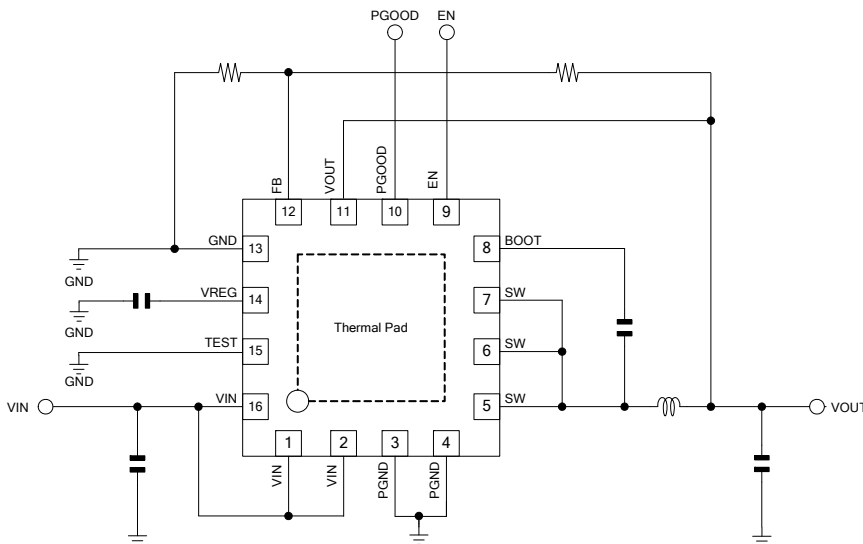 PGOOD EN
FB
VOUT
PGOOD
EN
12 11 10 9
GND 13
GND
8 BOOT
VREG 14
GND
7 SW
Thermal Pad
TEST 15
GND
6 SW
VIN
VIN 16
5 SW
VOUT
1 2 3 4
VIN
VIN
PGND
PGND